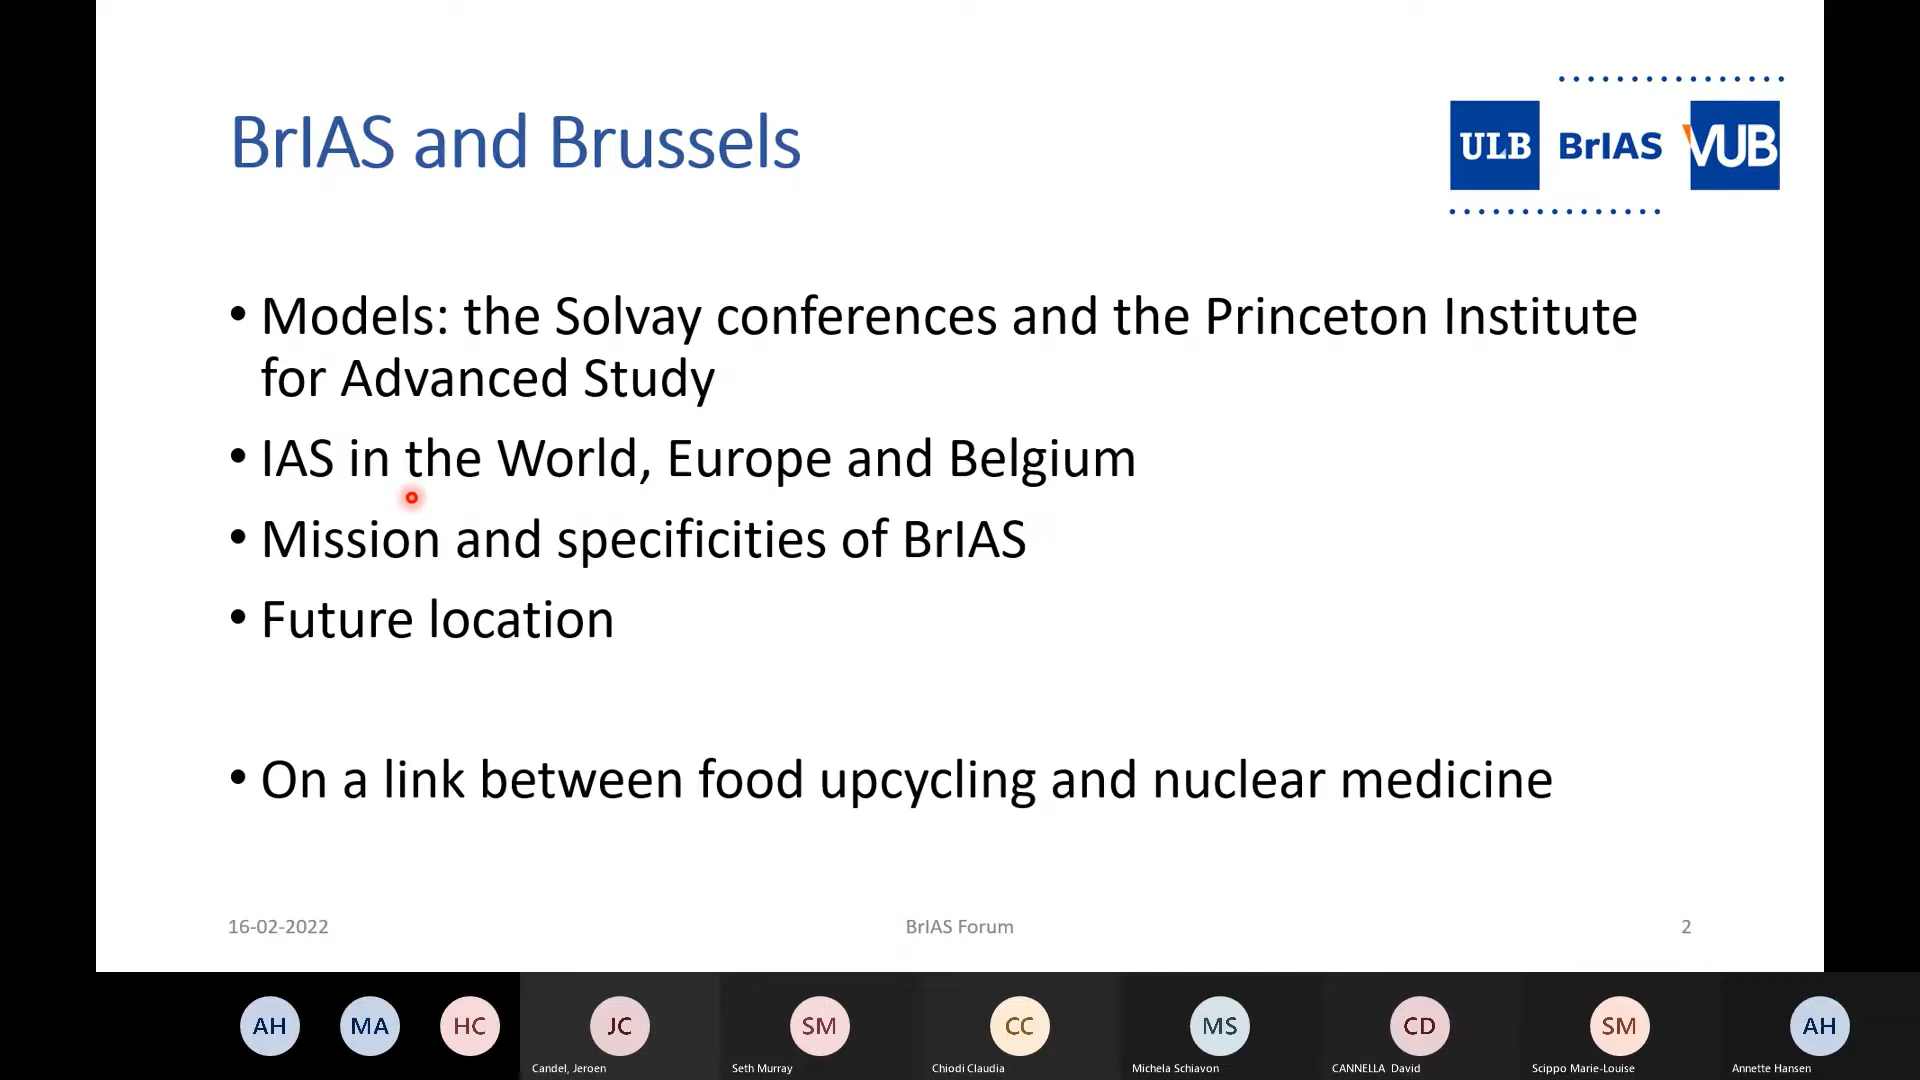 BrIAS and Brussels
ULB BrIAS VUB
• Models: the Solvay conferences and the Princeton Institute
for Advanced Study
• IAS in the World, Europe and Belgium
• Mission and specificities of BrIAS
• Future location
• On a link between food upcycling and nuclear medicine
16-02-2022 BrIAS Forum 2
AH MA HC JC SM CC MS CD SM AH
Candel, Jeroen Seth Murray Chiodi Claudia Michela Schiavon CANNELLA David Scippo Marie-Louise Annette Hansen